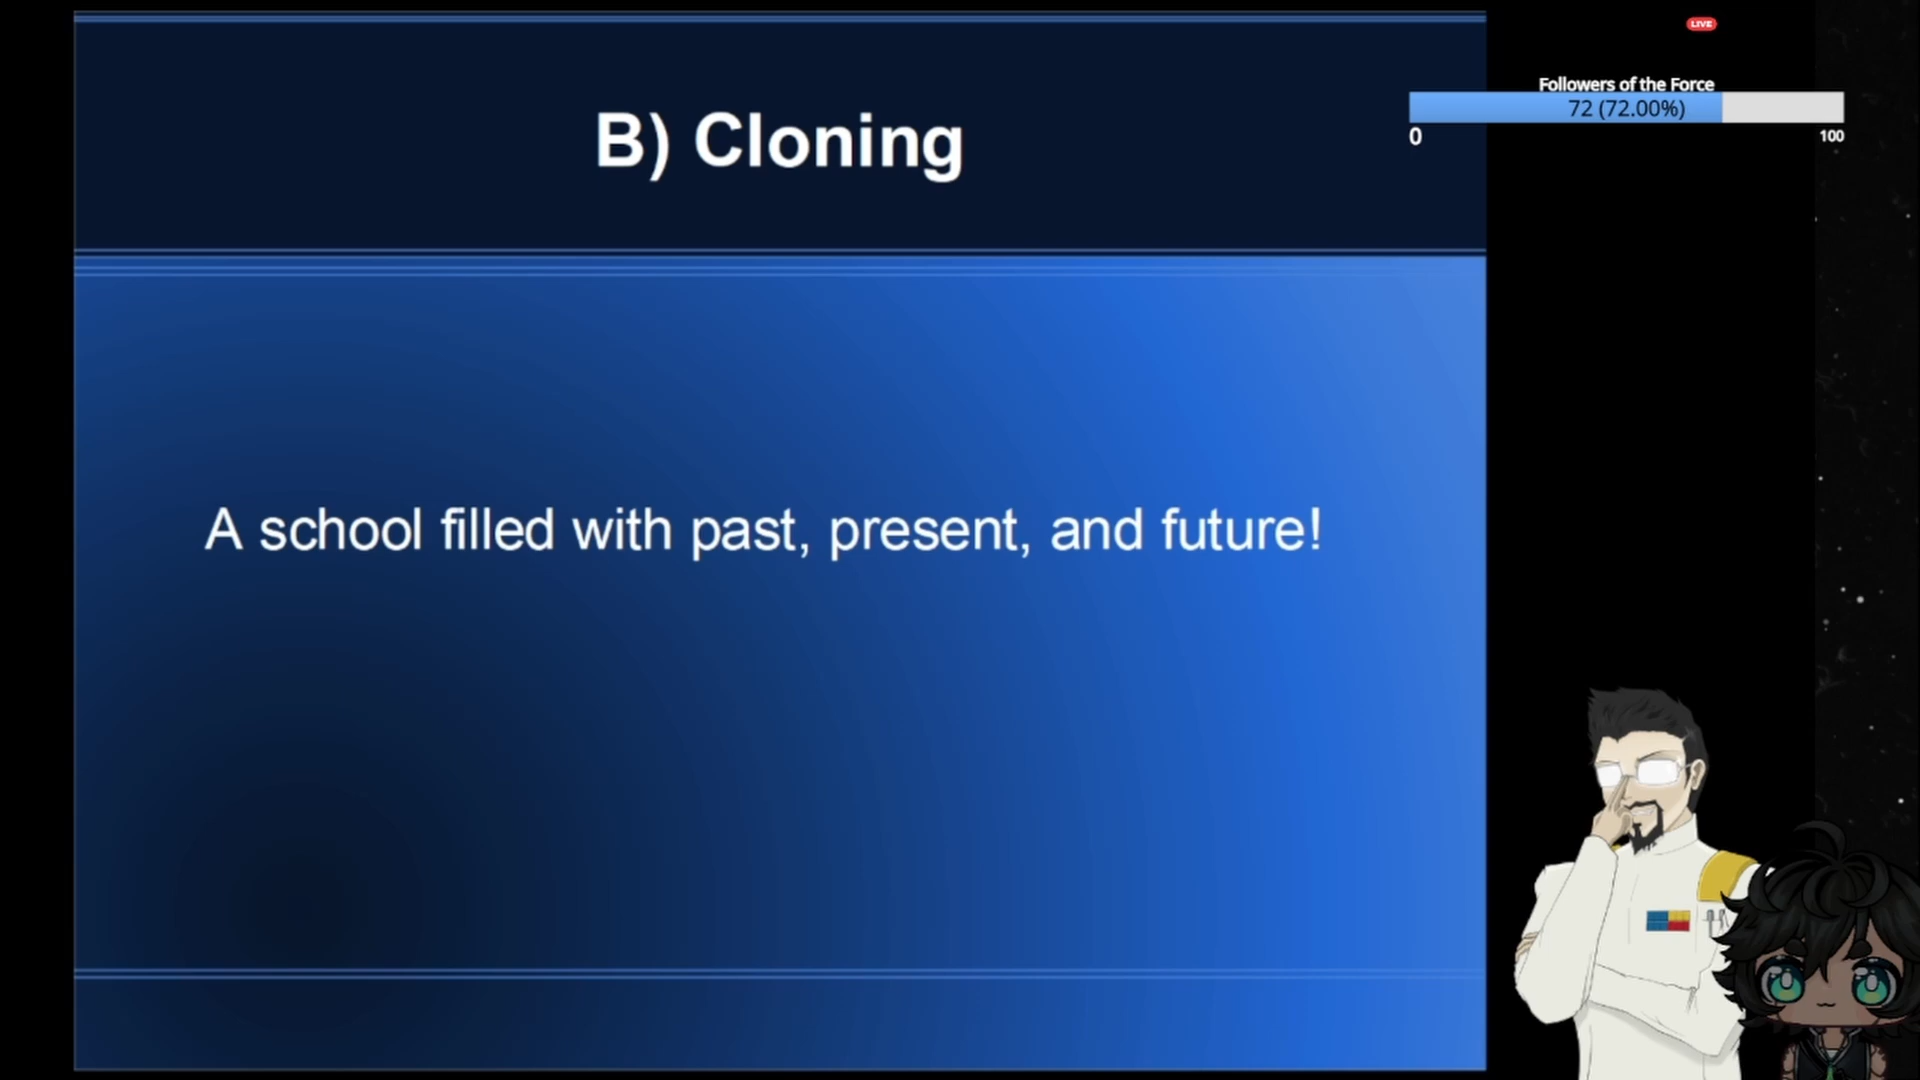 LIVE
B) Cloning
Followers of the Force
72 (72.00%)
0
100
A school filled with past, present, and future!